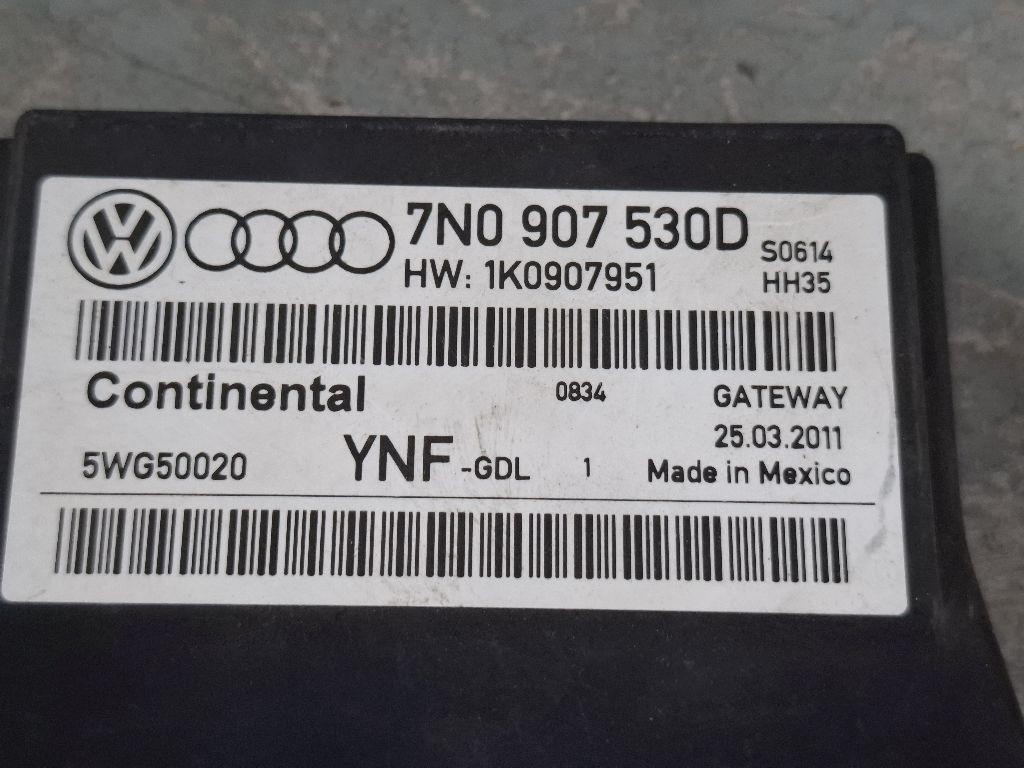 7N0 907 530D S0614
HW: 1K0907951 HH35
Continental 0834 GATEWAY
25.03.2011
5WG50020 YNF -GDL 1 Made in Mexico